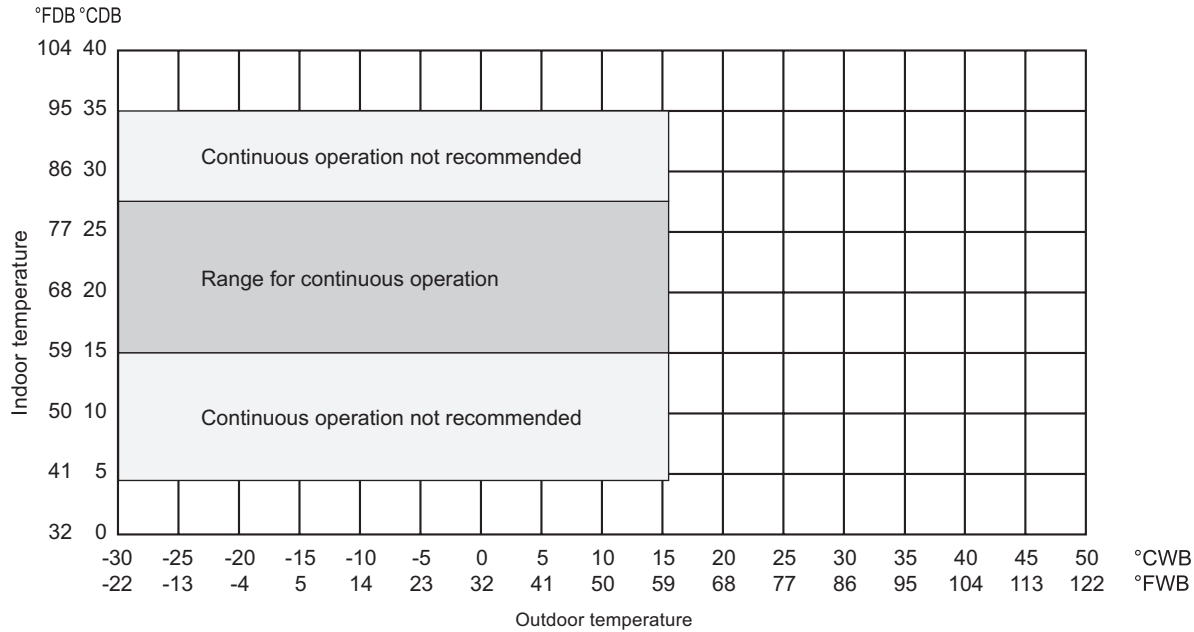 °FDB °CDB
104 40
95 35
Continuous operation not recommended
86 30
77 25
Range for continuous operation
68 20
59 15
50 10
Continuous operation not recommended
41 5
32 0
Indoor temperature
-30 -25 -20 -15 -10 -5 0 5 10 15 20 25 30 35 40 45 50 °CWB
-22 -13 -4 5 14 23 32 41 50 59 68 77 86 95 104 113 122 °FWB
Outdoor temperature